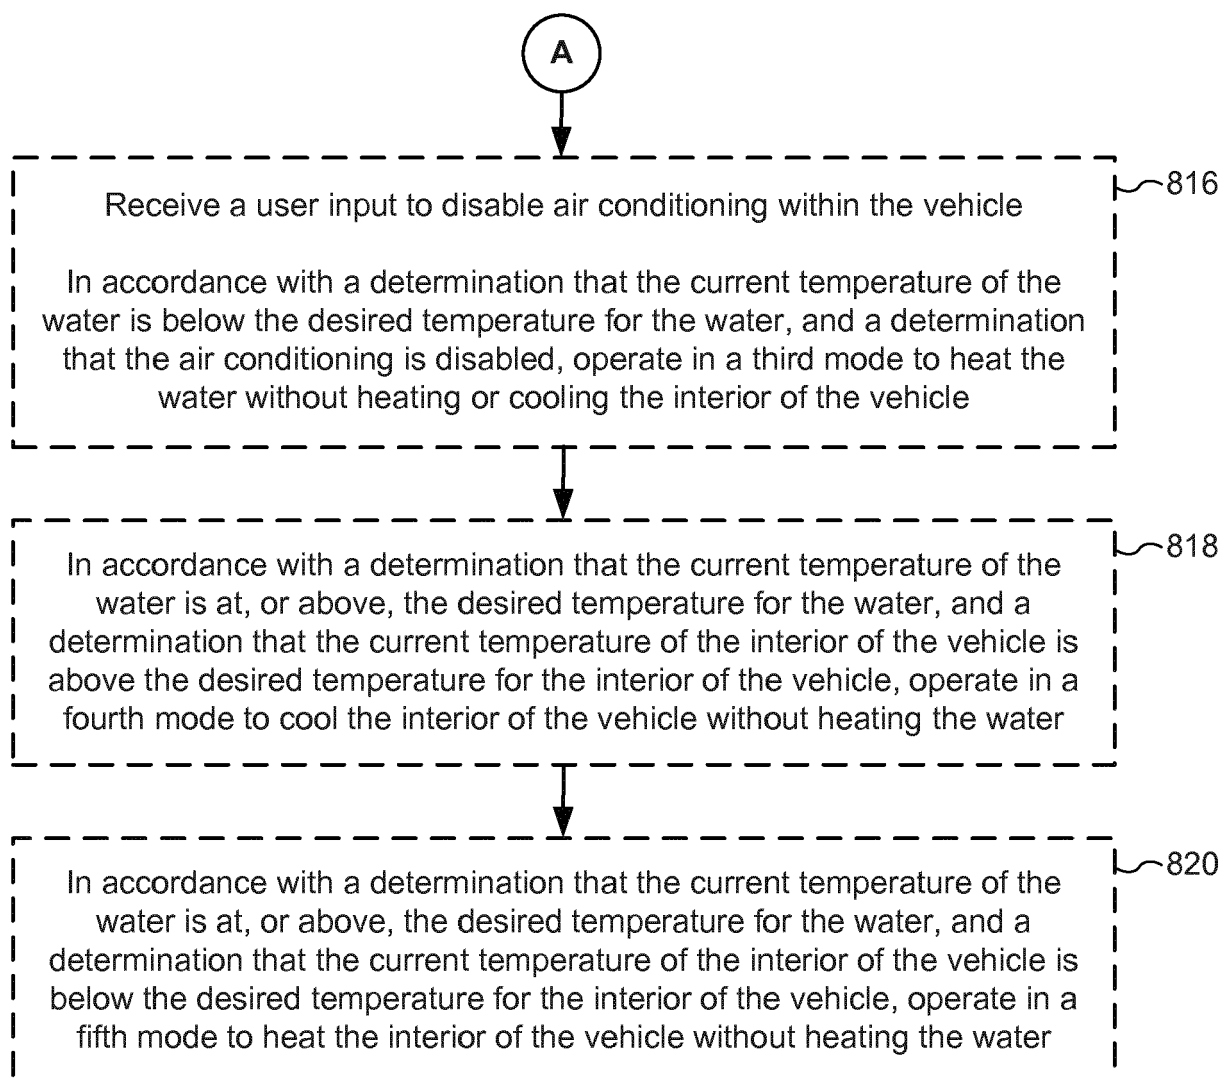 A
816
Receive a user input to disable air conditioning within the vehicle
In accordance with a determination that the current temperature of the
water is below the desired temperature for the water, and a determination
that the air conditioning is disabled, operate in a third mode to heat the
water without heating or cooling the interior of the vehicle
818
In accordance with a determination that the current temperature of the
water is at, or above, the desired temperature for the water, and a
determination that the current temperature of the interior of the vehicle is
above the desired temperature for the interior of the vehicle, operate in a
fourth mode to cool the interior of the vehicle without heating the water
820
In accordance with a determination that the current temperature of the
water is at, or above, the desired temperature for the water, and a
determination that the current temperature of the interior of the vehicle is
below the desired temperature for the interior of the vehicle, operate in a
fifth mode to heat the interior of the vehicle without heating the water